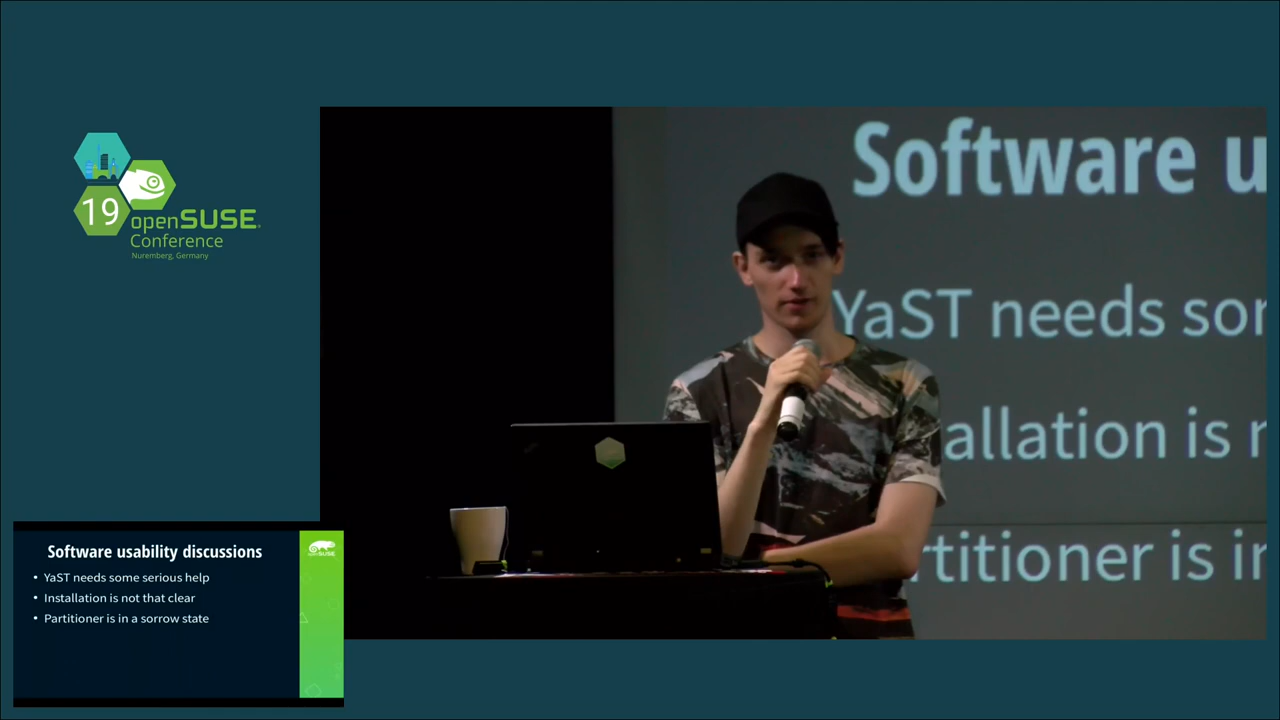 19
openSUSE
Conference
Nuremberg, Germany
Software u
YaST needs so
allation is
rtitioner is i
Software usability discussions
• YaST needs some serious help
• Installation is not that clear
• Partitioner is in a sorrow state
openSUSE